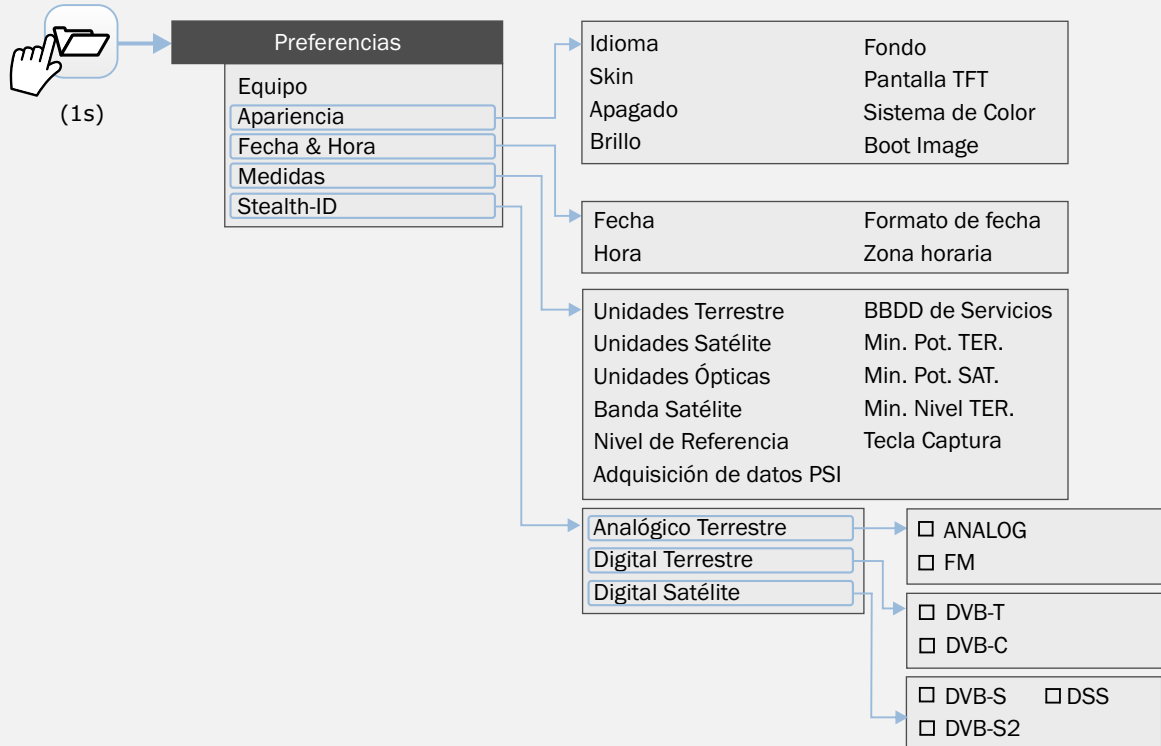 (1s)
Preferencias
Equipo
Apariencia
Fecha & Hora
Medidas
Stealth-ID
Idioma
Skin
Apagado
Brillo
Fondo
Pantalla TFT
Sistema de Color
Boot Image
Fecha
Hora
Formato de fecha
Zona horaria
Unidades Terrestre
Unidades Satélite
Unidades Ópticas
Banda Satélite
Nivel de Referencia
Adquisición de datos PSI
BBDD de Servicios
Min. Pot. TER.
Min. Pot. SAT.
Min. Nivel TER.
Tecla Captura
Analógico Terrestre
Digital Terrestre
Digital Satélite
ANALOG
FM
DVB-T
DVB-C
DVB-S DSS
DVB-S2